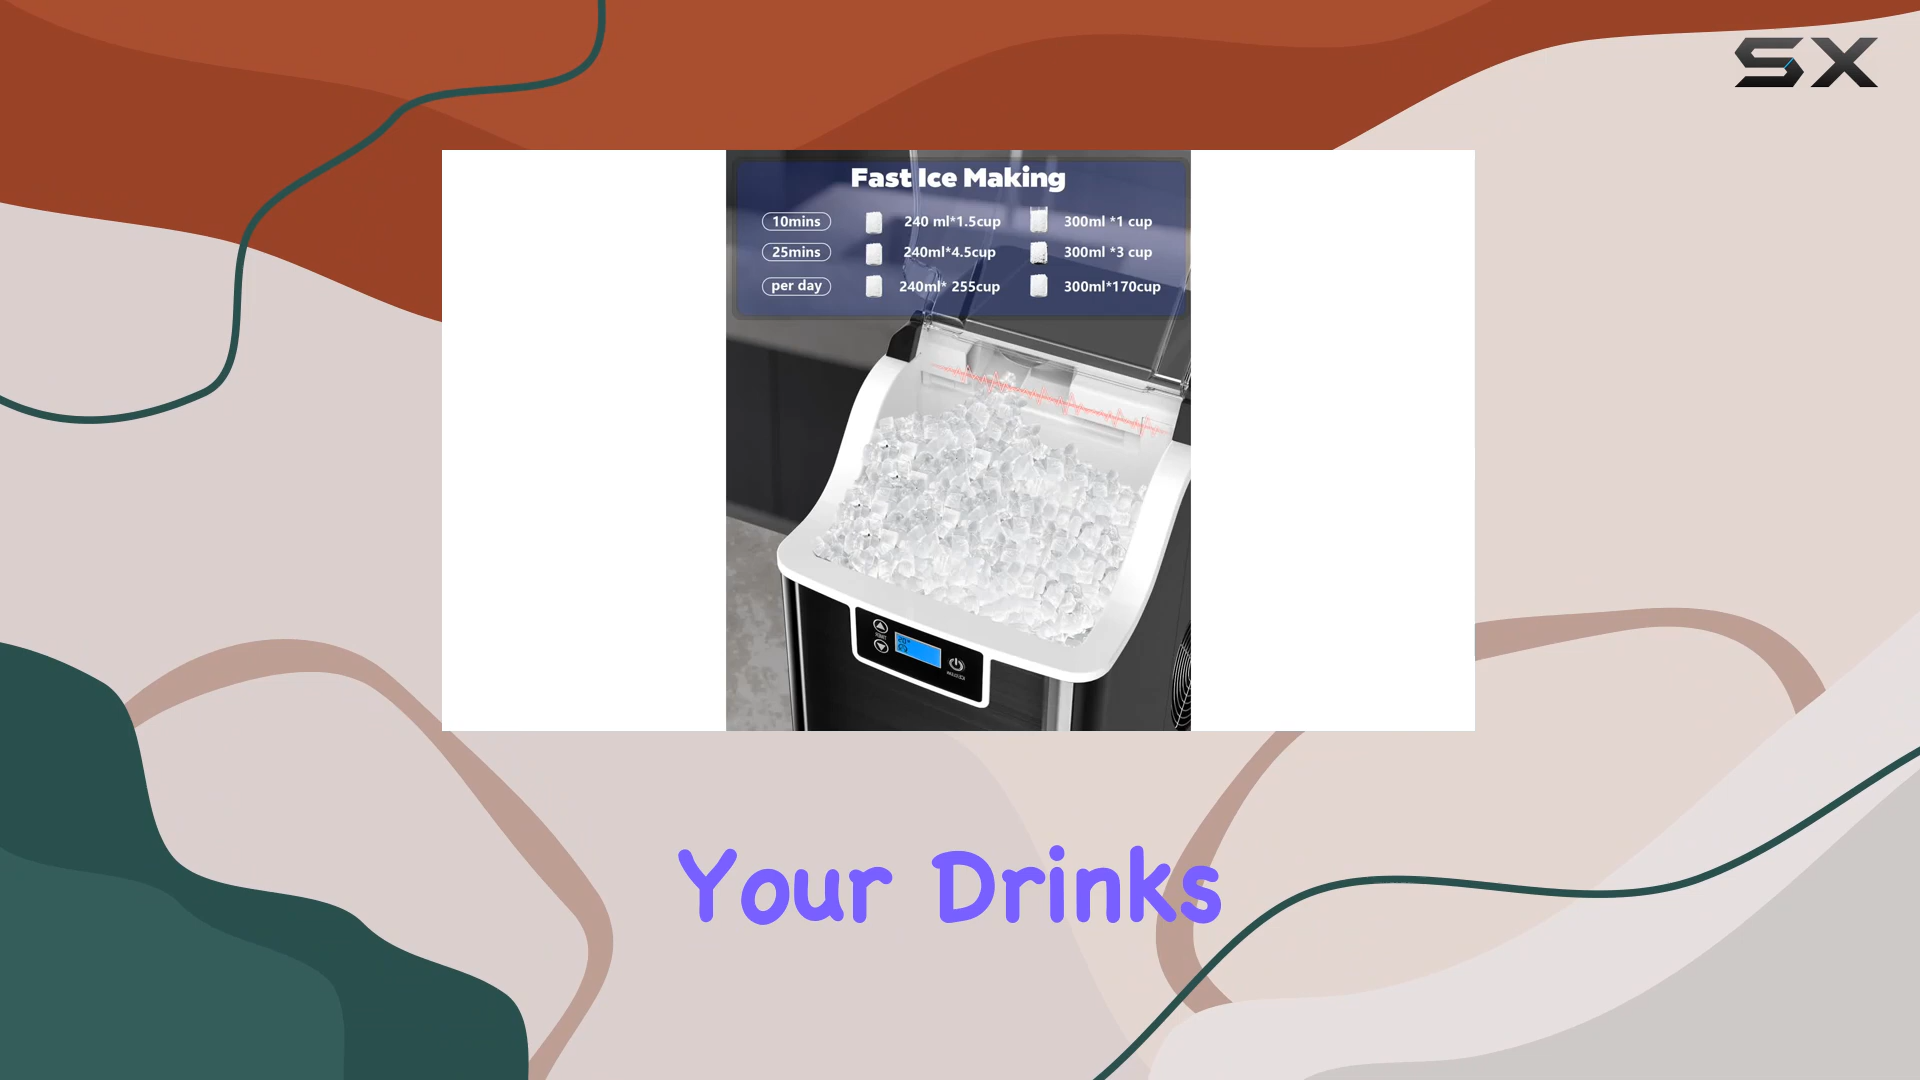 SX
Fast Ice Making
10mins 240 ml*1.5cup 300ml *1 cup
25mins 240ml*4.5cup 300ml *3 cup
per day 240ml* 255cup 300ml*170cup
Your Drinks